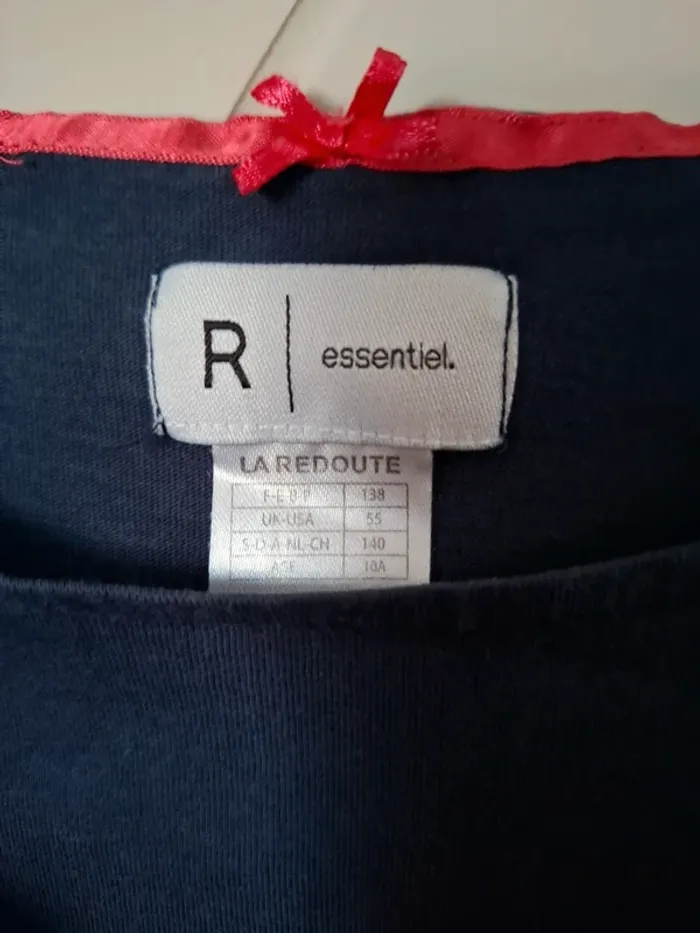 R essentiel.
LA REDOUTE
F-E-B-P 138
UK-USA 55
S-D-A-NL-CH 140
AGE 10A